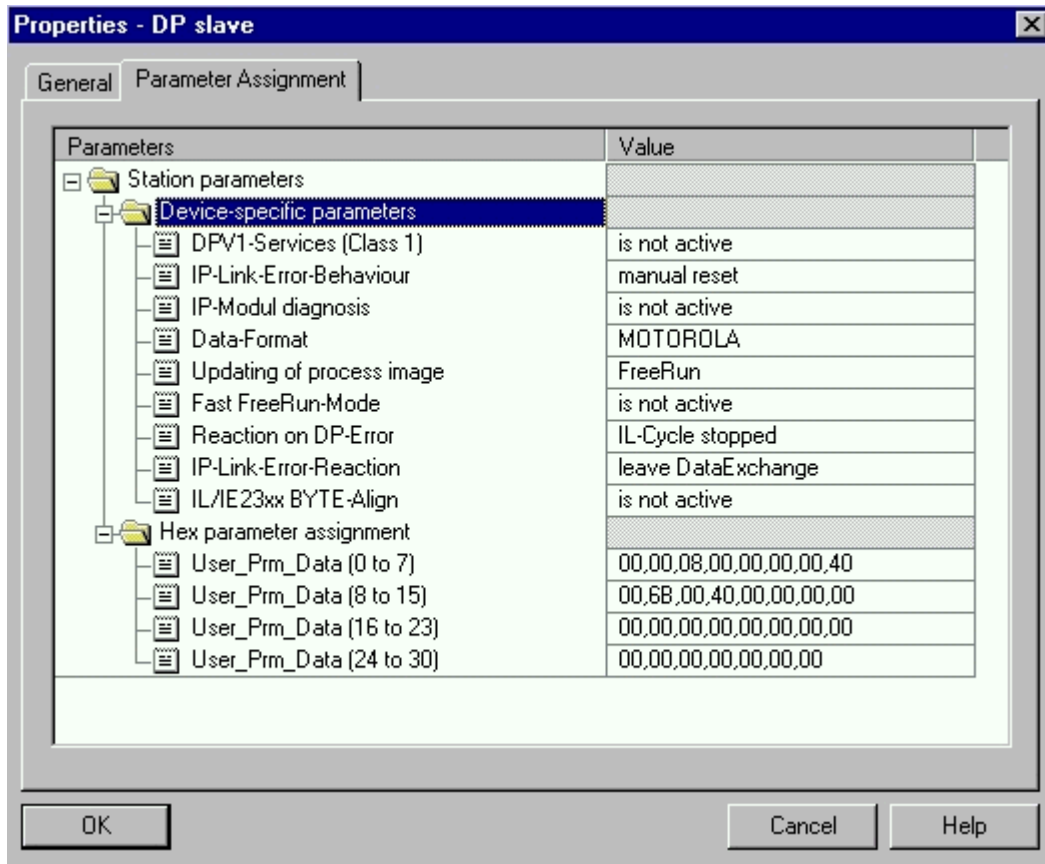 Properties - DP slave
General Parameter Assignment
Parameters Value
Station parameters
Device-specific parameters
DPV1-Services (Class 1) is not active
IP-Link-Error-Behaviour manual reset
IP-Modul diagnosis is not active
Data-Format MOTOROLA
Updating of process image FreeRun
Fast FreeRun-Mode is not active
Reaction on DP-Error IL-Cycle stopped
IP-Link-Error-Reaction leave DataExchange
IL/IE23xx BYTE-Align is not active
Hex parameter assignment
User_Prm_Data (0 to 7) 00,00,08,00,00,00,00,40
User_Prm_Data (8 to 15) 00,6B,00,40,00,00,00,00
User_Prm_Data (16 to 23) 00,00,00,00,00,00,00,00
User_Prm_Data (24 to 30) 00,00,00,00,00,00,00
OK Cancel Help